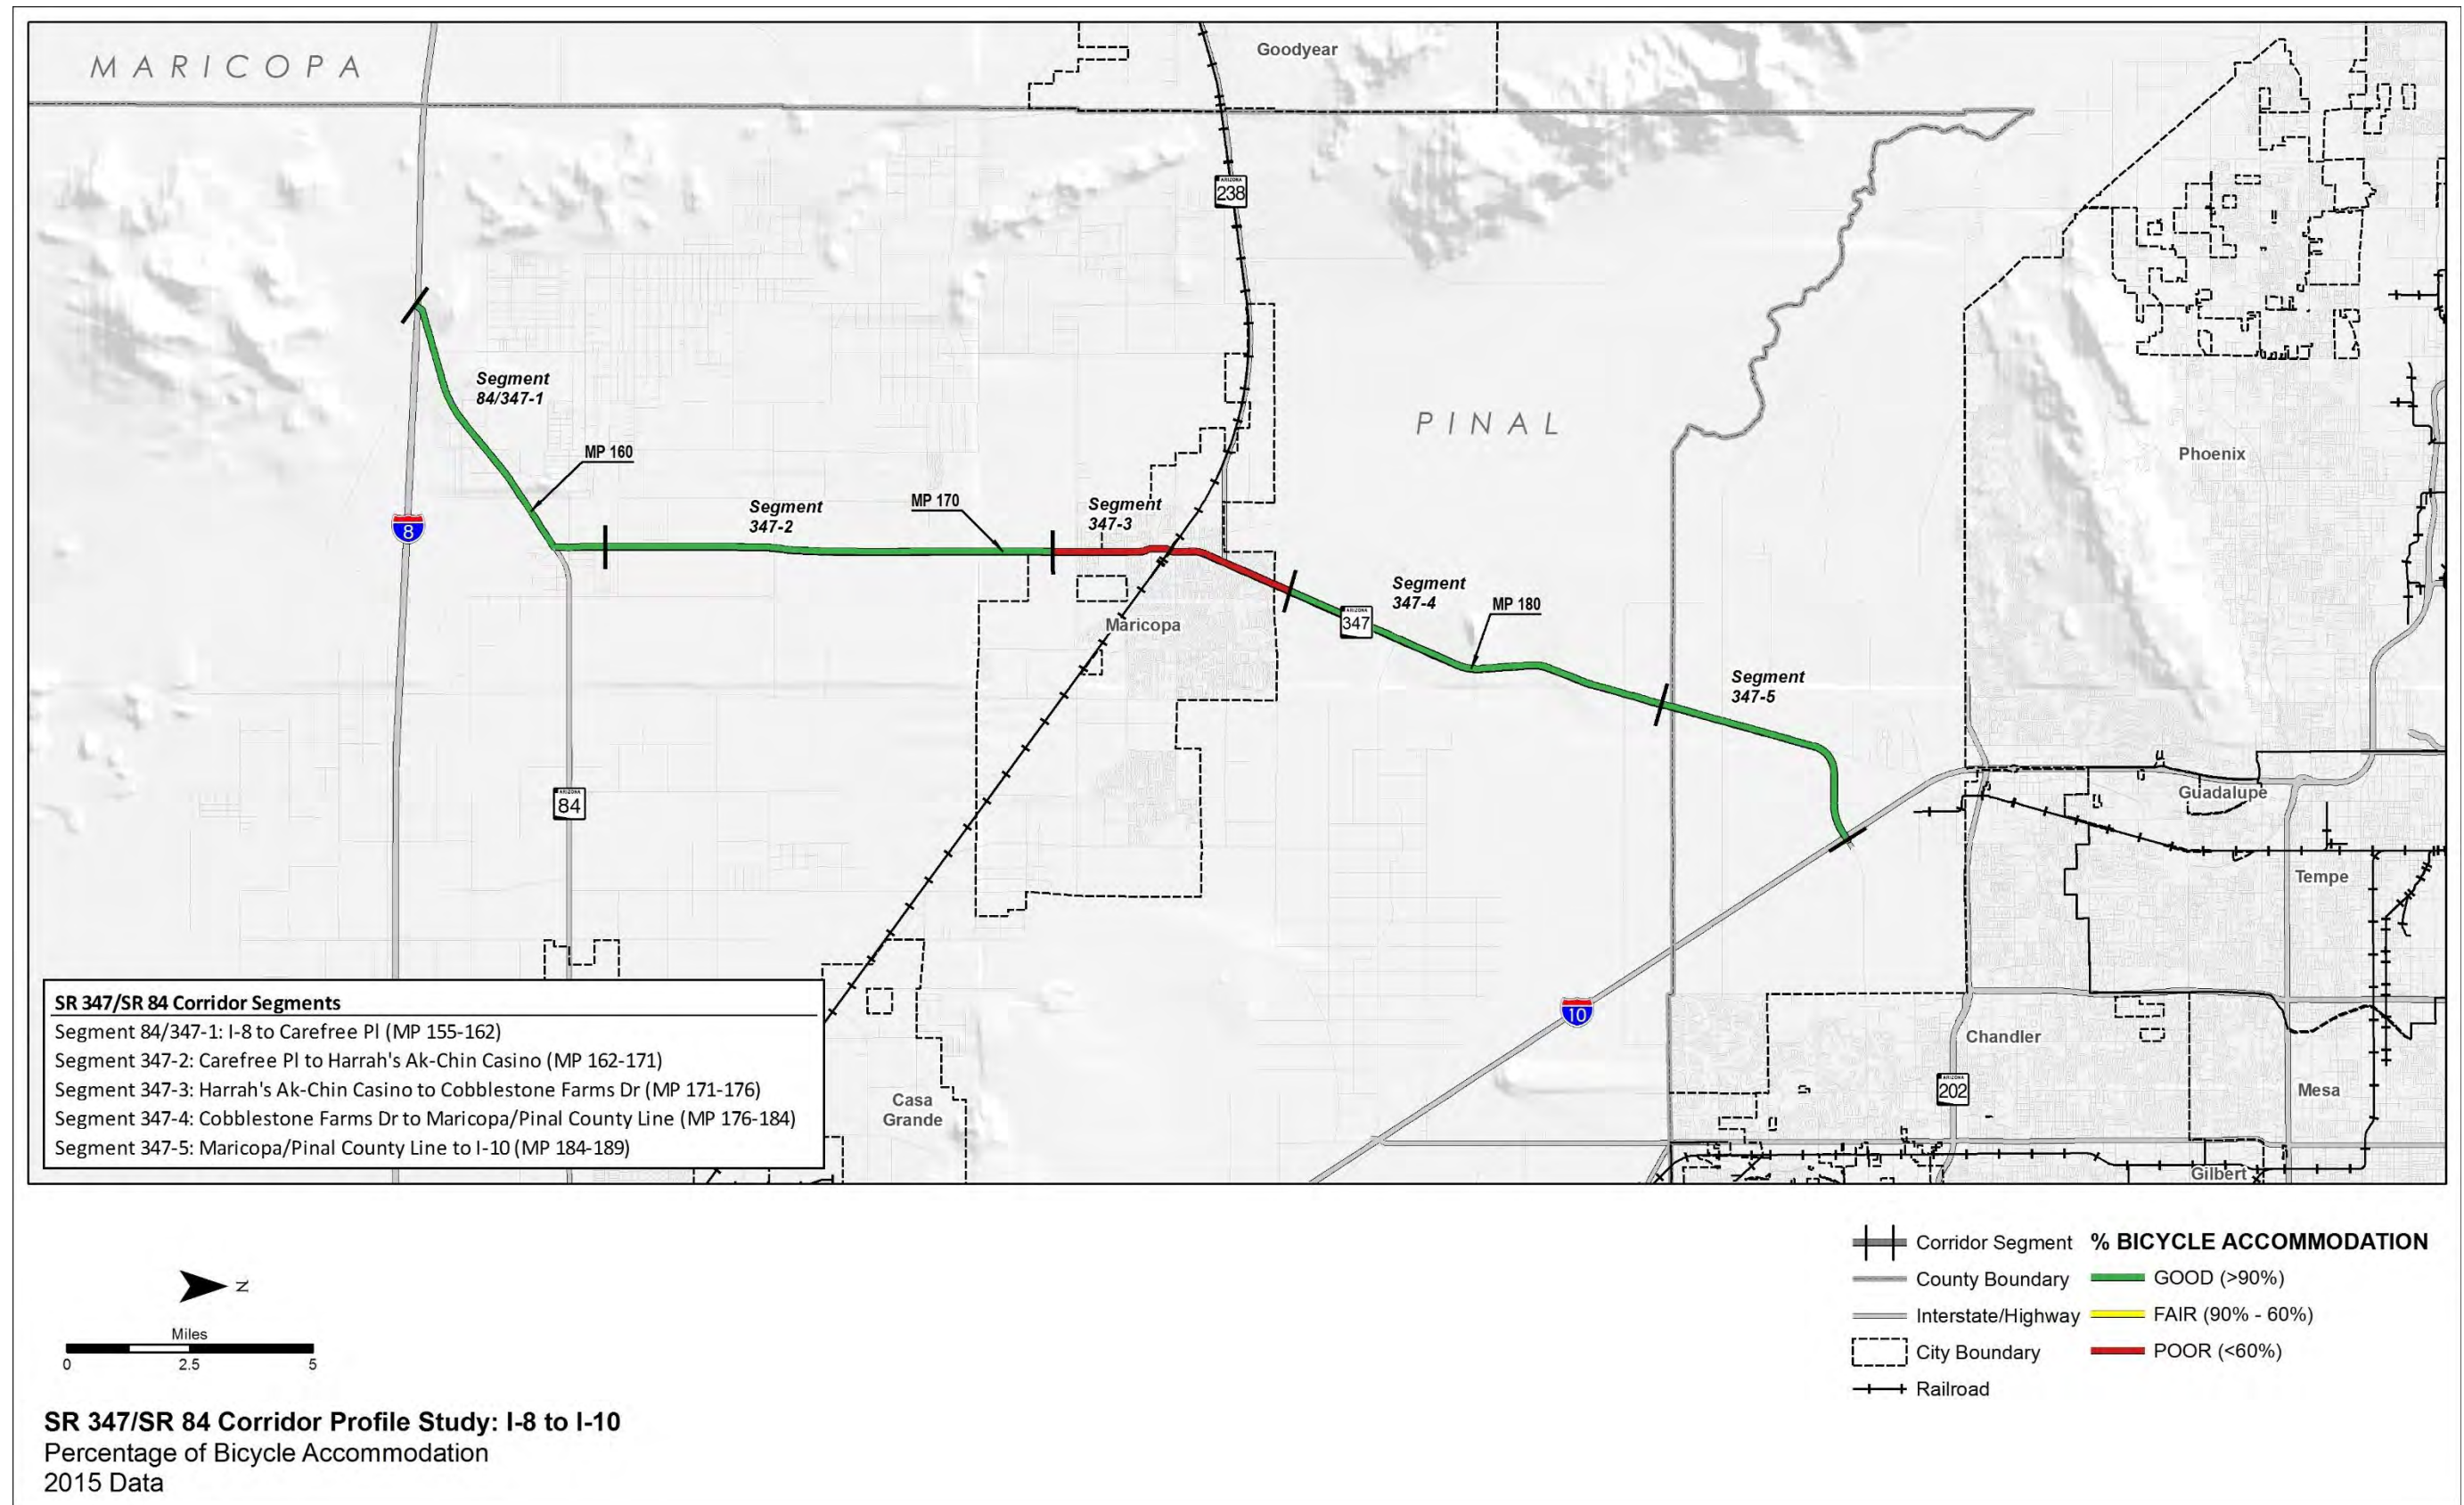 MARICOPA
Goodyear
ARIZONA
238
Segment
84/347-1
PINAL
Phoenix
MP 160
Segment
347-2
MP 170
Segment
347-3
8
Segment
347-4
MP 180
ARIZONA
347
Maricopa
Segment
347-5
ARIZONA
84
Guadalupe
Tempe
10
Chandler
ARIZONA
202
Mesa
Casa
Grande
Gilbert
SR 347/SR 84 Corridor Segments
Segment 84/347-1: I-8 to Carefree Pl (MP 155-162)
Segment 347-2: Carefree Pl to Harrah's Ak-Chin Casino (MP 162-171)
Segment 347-3: Harrah's Ak-Chin Casino to Cobblestone Farms Dr (MP 171-176)
Segment 347-4: Cobblestone Farms Dr to Maricopa/Pinal County Line (MP 176-184)
Segment 347-5: Maricopa/Pinal County Line to I-10 (MP 184-189)
Corridor Segment
County Boundary
Interstate/Highway
City Boundary
Railroad
% BICYCLE ACCOMMODATION
GOOD (>90%)
FAIR (90% - 60%)
POOR (<60%)
N
Miles
0 2.5 5
SR 347/SR 84 Corridor Profile Study: I-8 to I-10
Percentage of Bicycle Accommodation
2015 Data